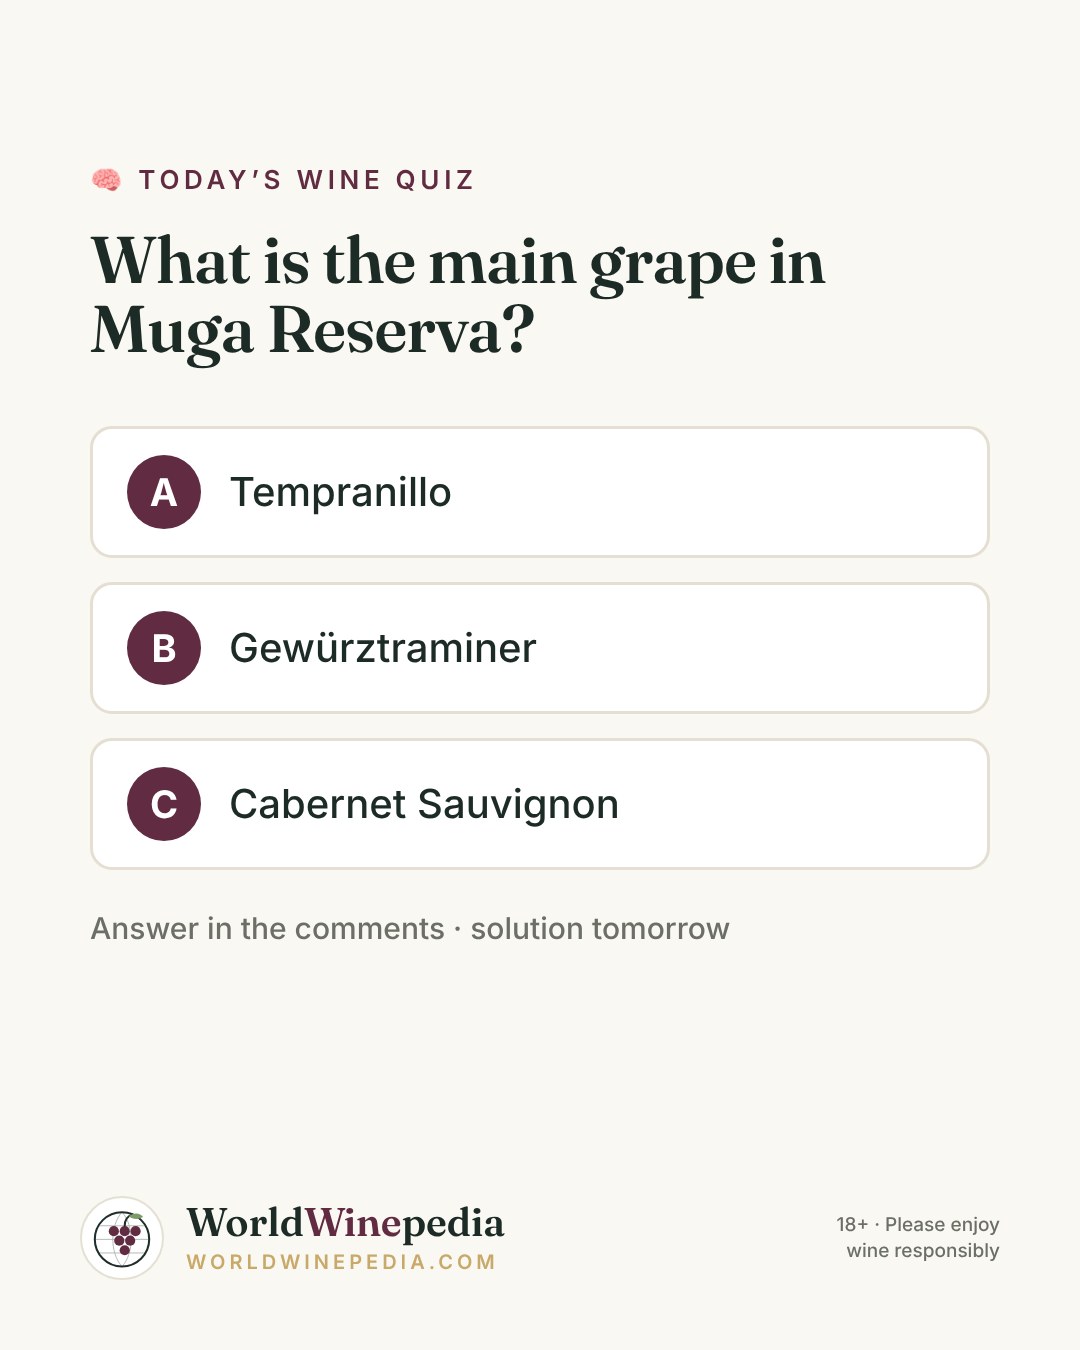 🧠 TODAY’S WINE QUIZ
What is the main grape in
Muga Reserva?
A Tempranillo
B Gewürztraminer
C Cabernet Sauvignon
Answer in the comments · solution tomorrow
WorldWinepedia
WORLDWINEPEDIA.COM
18+ · Please enjoy
wine responsibly